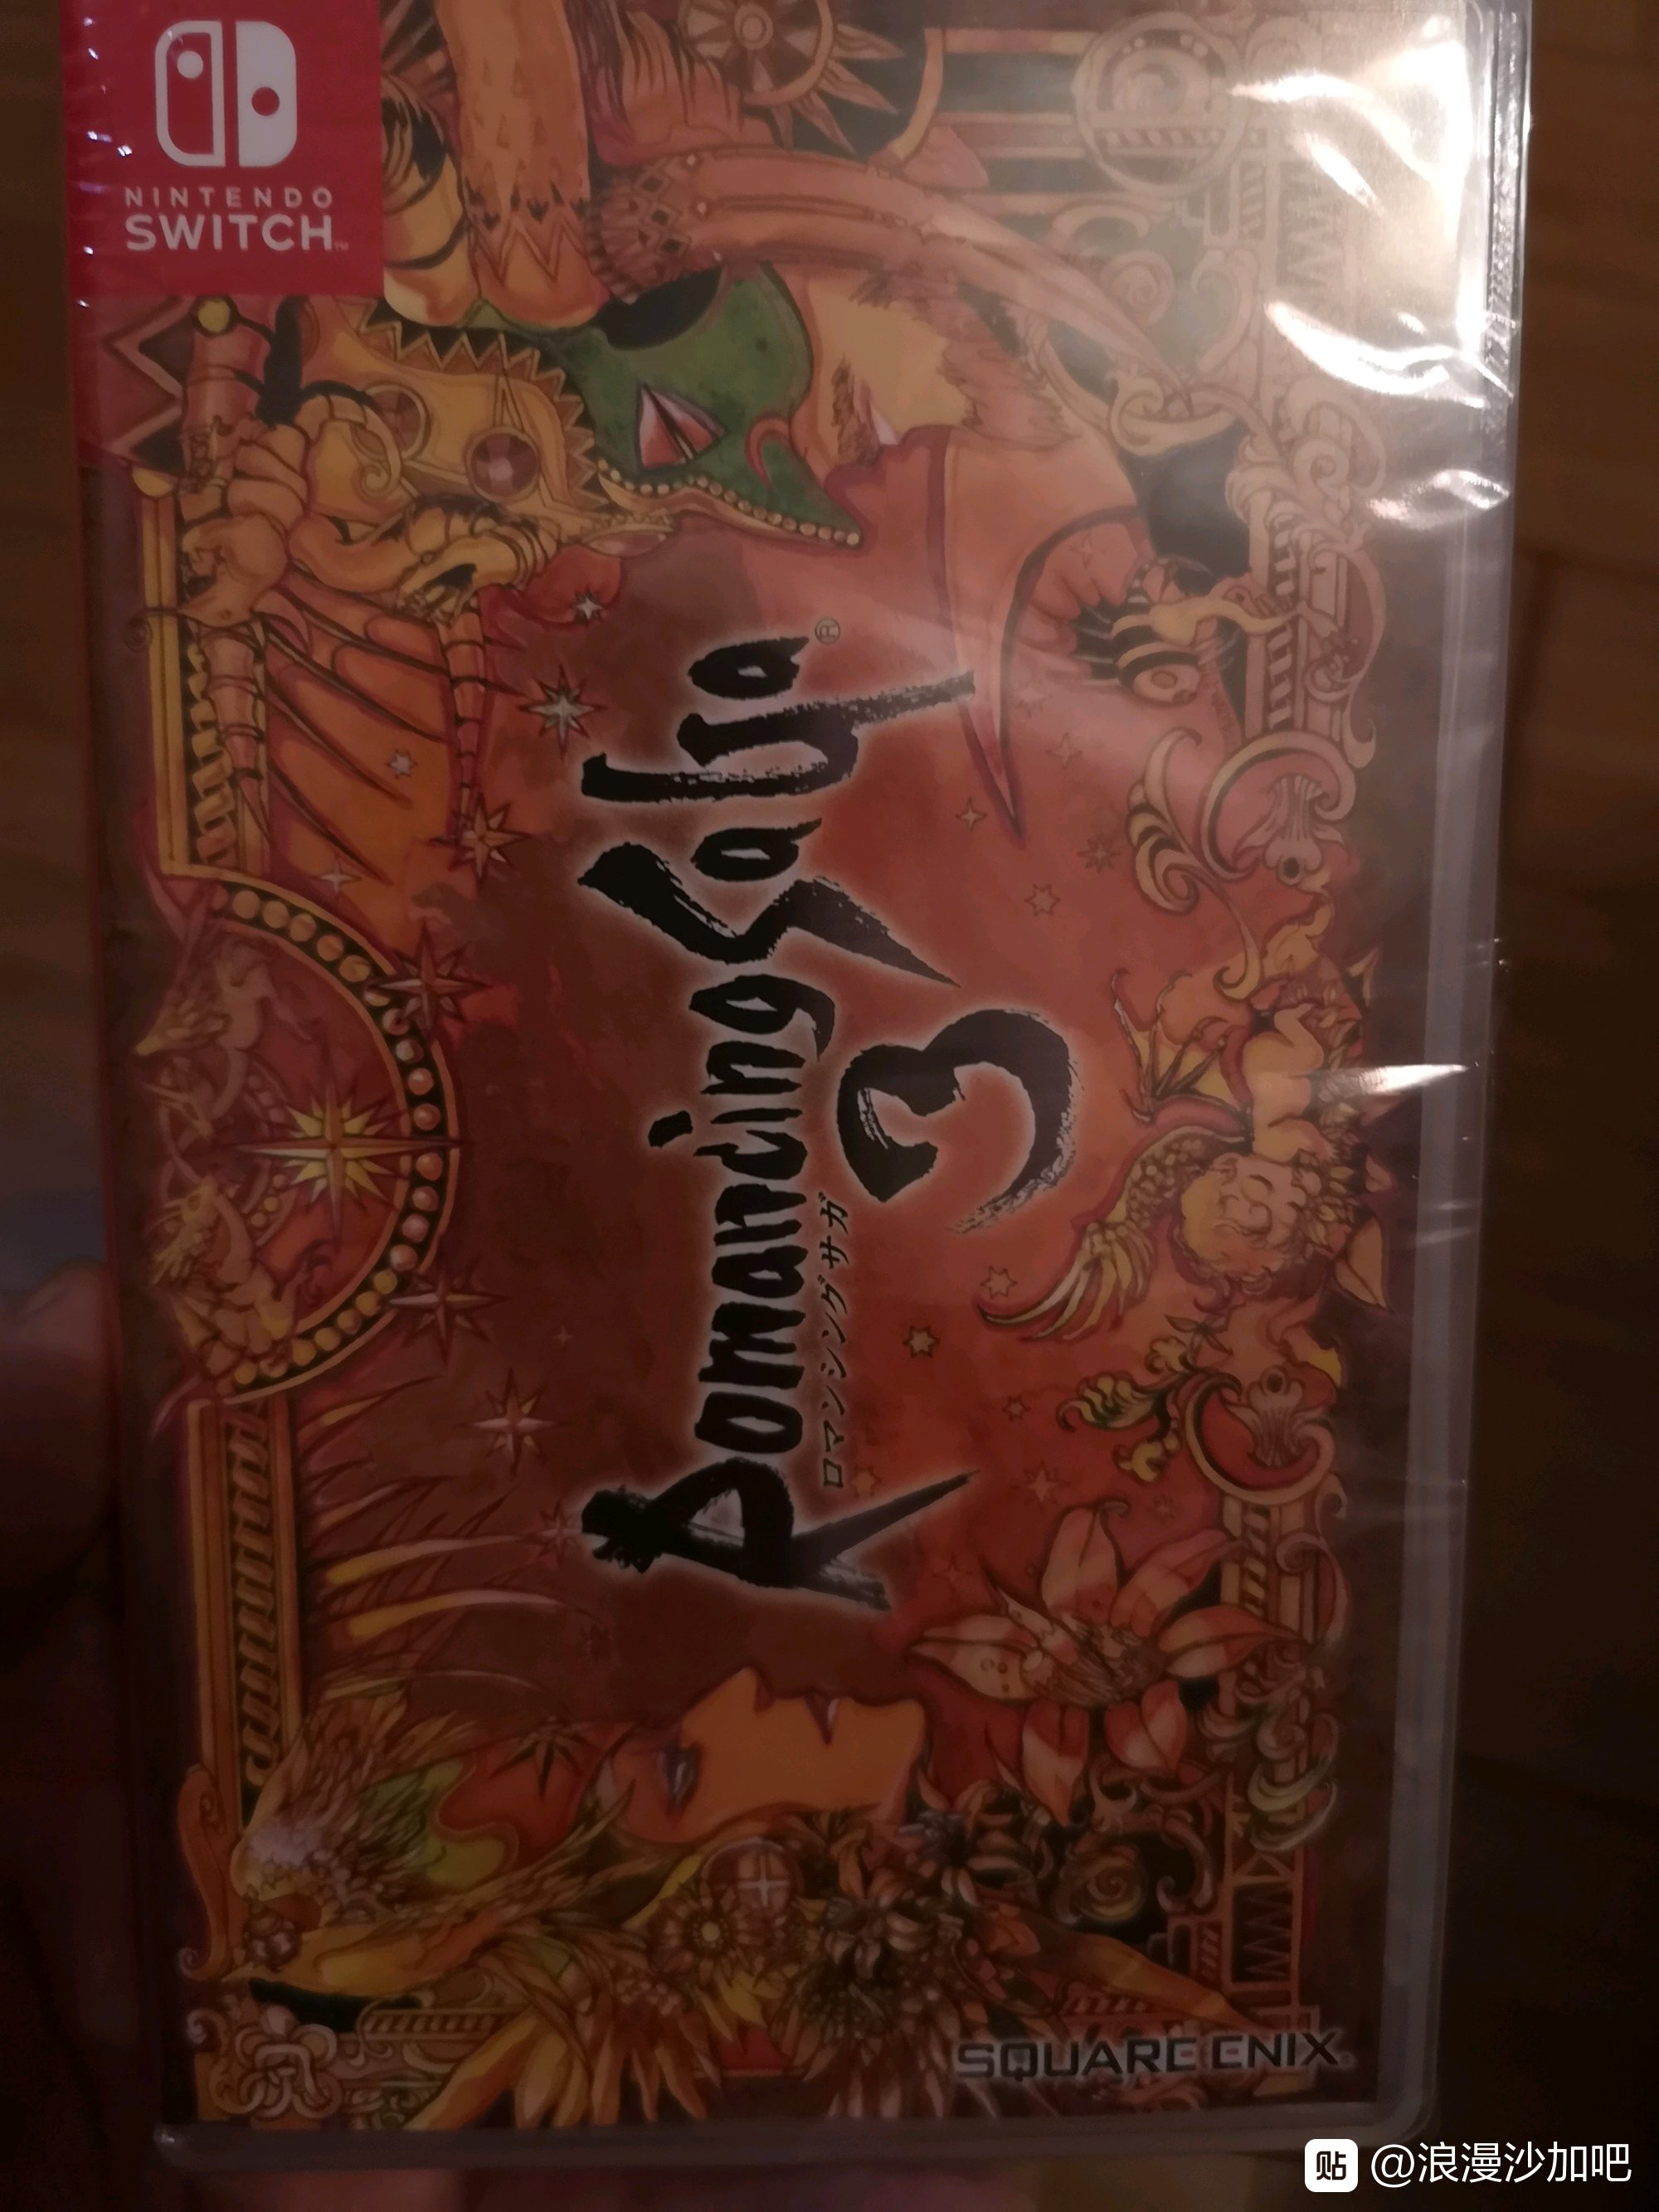 NINTENDO
SWITCH™
Romancing SaGa®
ロマンシング サガ
3
SQUARE ENIX®
贴 @浪漫沙加吧